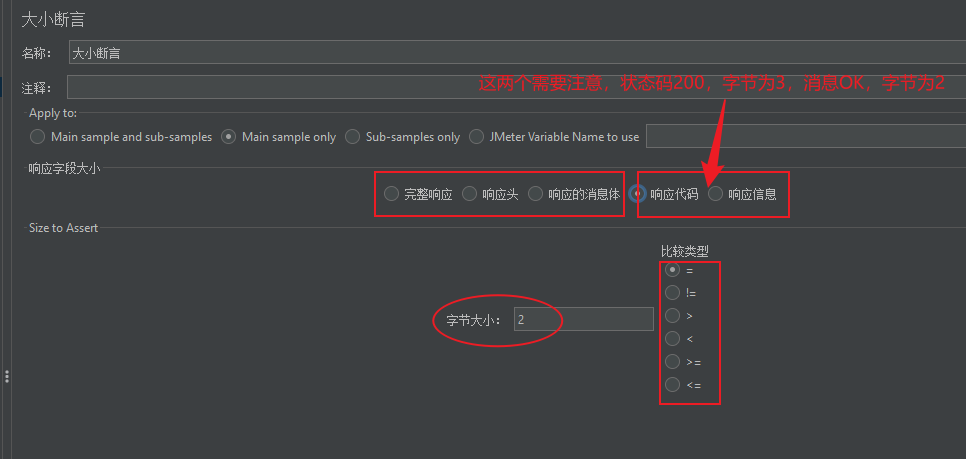 大小断言
名称： 大小断言
注释：
这两个需要注意，状态码200，字节为3，消息OK，字节为2
Apply to:
Main sample and sub-samples Main sample only Sub-samples only JMeter Variable Name to use
响应字段大小
完整响应 响应头 响应的消息体 响应代码 响应信息
Size to Assert
比较类型
=
!=
>
字节大小： 2
<
>=
<=